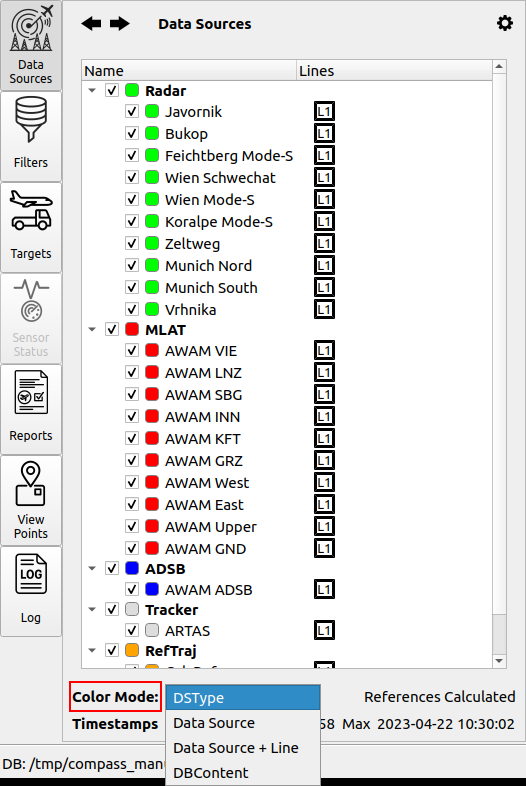 Data Sources
Data
Sources
Name Lines
Radar
Javornik L1
Bukop L1
Feichtberg Mode-S L1
Wien Schwechat L1
Wien Mode-S L1
Koralpe Mode-S L1
Zeltweg L1
Munich Nord L1
Munich South L1
Vrhnika L1
MLAT
AWAM VIE L1
AWAM LNZ L1
AWAM SBG L1
AWAM INN L1
AWAM KFT L1
AWAM GRZ L1
AWAM West L1
AWAM East L1
AWAM Upper L1
AWAM GND L1
ADSB
AWAM ADSB L1
Tracker
ARTAS L1
RefTraj
Filters
Targets
Sensor
Status
Reports
View
Points
LOG
Log
Color Mode: DSType References Calculated
Timestamps Data Source 58 Max 2023-04-22 10:30:02
Data Source + Line
DBContent
DB: /tmp/compass_man